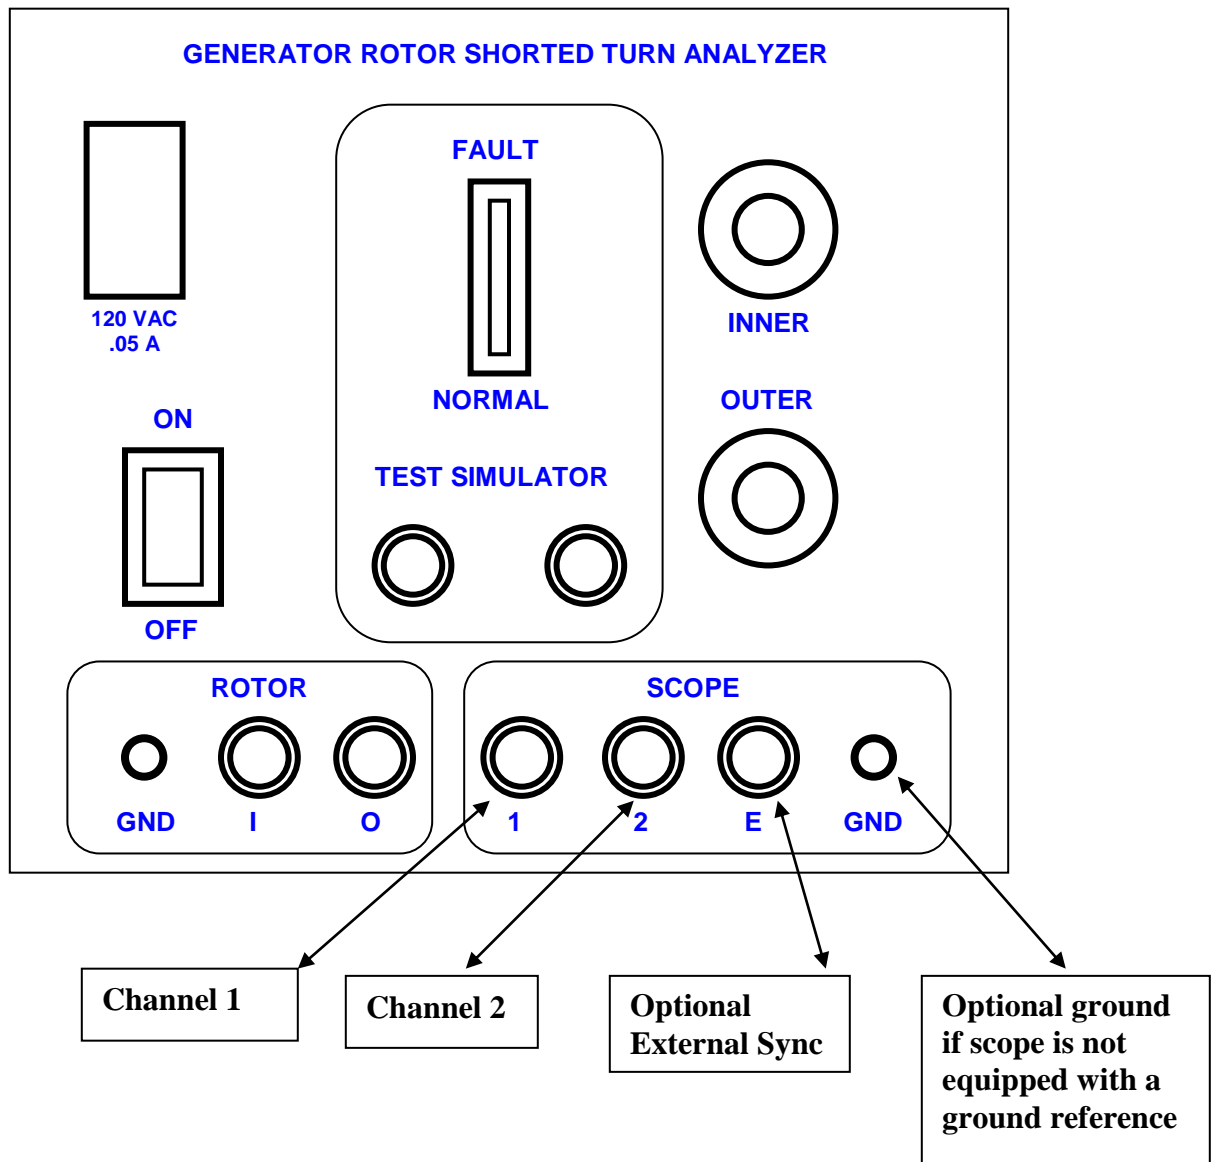 GENERATOR ROTOR SHORTED TURN ANALYZER
120 VAC
.05 A
ON
OFF
FAULT
NORMAL
TEST SIMULATOR
INNER
OUTER
ROTOR
GND I O
SCOPE
1 2 E GND
Channel 1
Channel 2
Optional
External Sync
Optional ground
if scope is not
equipped with a
ground reference